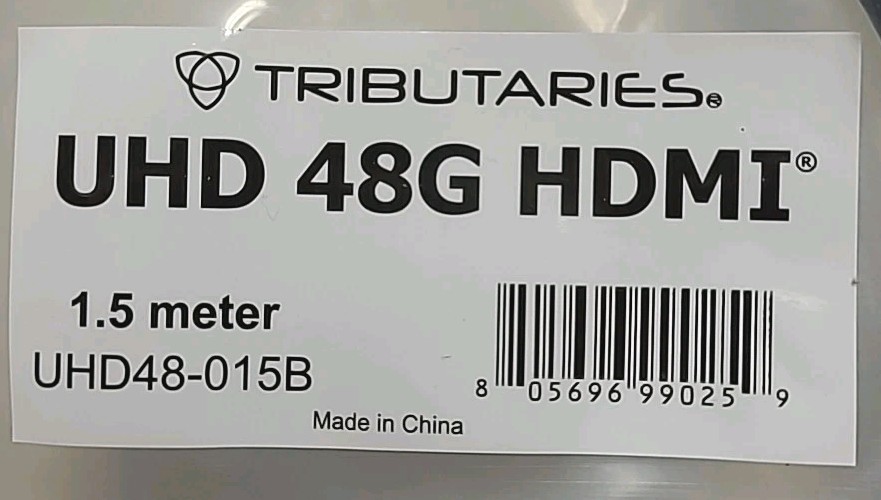 TRIBUTARIES®
UHD 48G HDMI®
1.5 meter
UHD48-015B
8 05696 99025 9
Made in China